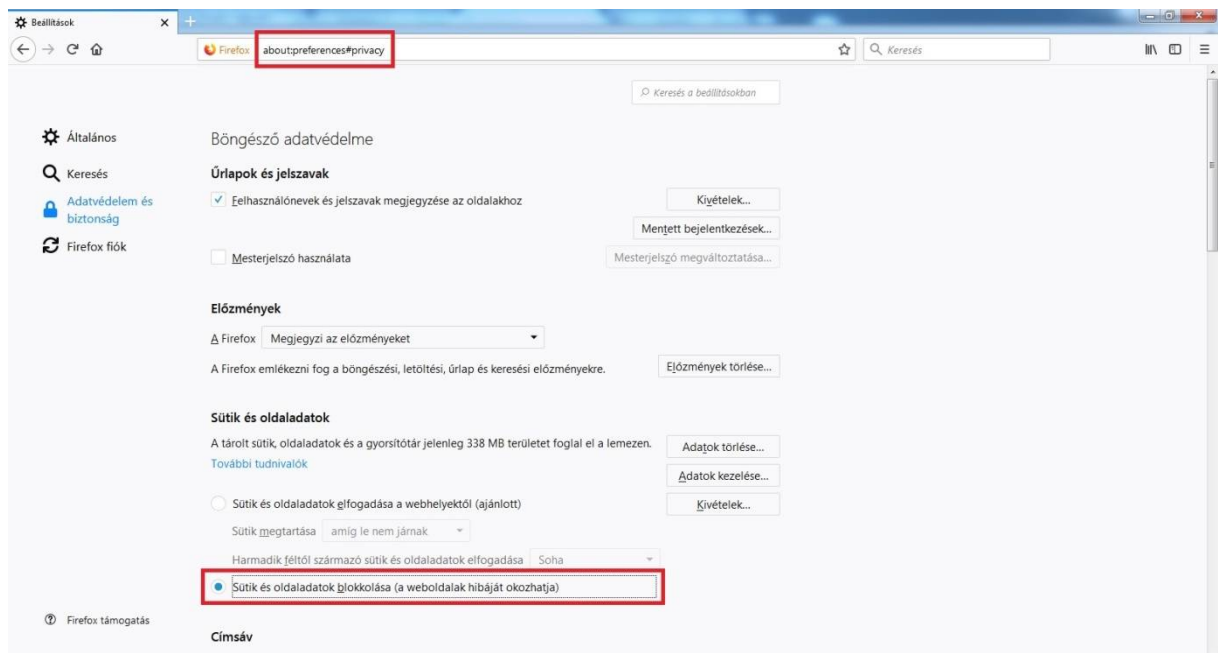 Beállítások
Firefox
about:preferences#privacy
Keresés
Keresés a beállításokban
Általános
Keresés
Adatvédelem és
biztonság
Firefox fiók
Firefox támogatás
Böngésző adatvédelme
Űrlapok és jelszavak
Felhasználónevek és jelszavak megjegyzése az oldalakhoz
Kivételek...
Mentett bejelentkezések...
Mesterjelszó használata
Mesterjelszó megváltoztatása...
Előzmények
A Firefox Megjegyzi az előzményeket
A Firefox emlékezni fog a böngészési, letöltési, űrlap és keresési előzményekre.
Előzmények törlése...
Sütik és oldaladatok
A tárolt sütik, oldaladatok és a gyorsítótár jelenleg 338 MB területet foglal el a lemezen.
További tudnivalók
Adatok törlése...
Adatok kezelése...
Sütik és oldaladatok elfogadása a webhelyektől (ajánlott)
Kivételek...
Sütik megtartása amíg le nem járnak
Harmadik féltől származó sütik és oldaladatok elfogadása Soha
Sütik és oldaladatok blokkolása (a weboldalak hibáját okozhatja)
Címsáv